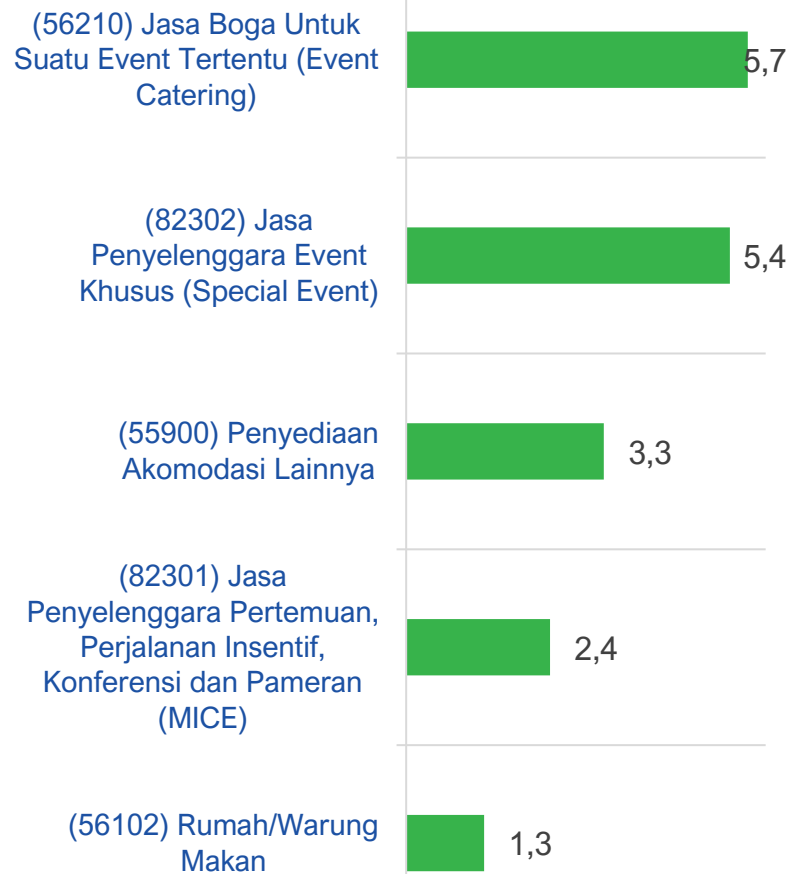 (56210) Jasa Boga Untuk
Suatu Event Tertentu (Event
Catering)
5,7
(82302) Jasa
Penyelenggara Event
Khusus (Special Event)
5,4
(55900) Penyediaan
Akomodasi Lainnya
3,3
(82301) Jasa
Penyelenggara Pertemuan,
Perjalanan Insentif,
Konferensi dan Pameran
(MICE)
2,4
(56102) Rumah/Warung
Makan
1,3